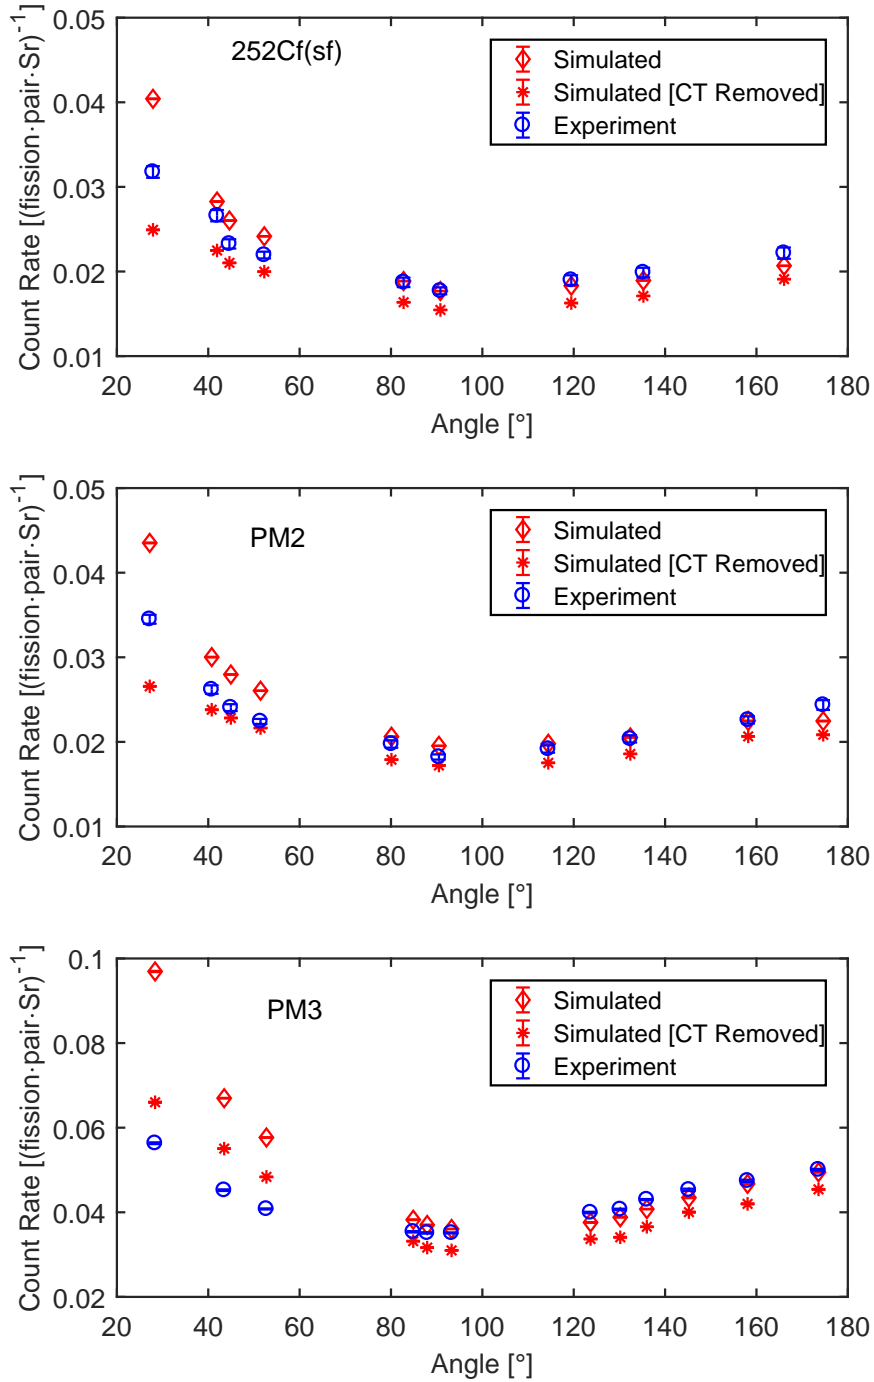 Count Rate [(fission·pair·Sr)-1]
0.05
0.04
0.03
0.02
0.01
252Cf(sf)
Simulated
Simulated [CT Removed]
Experiment
20 40 60 80 100 120 140 160 180
Angle [°]
Count Rate [(fission·pair·Sr)-1]
0.05
0.04
0.03
0.02
0.01
PM2
Simulated
Simulated [CT Removed]
Experiment
20 40 60 80 100 120 140 160 180
Angle [°]
Count Rate [(fission·pair·Sr)-1]
0.1
0.08
0.06
0.04
0.02
PM3
Simulated
Simulated [CT Removed]
Experiment
20 40 60 80 100 120 140 160 180
Angle [°]